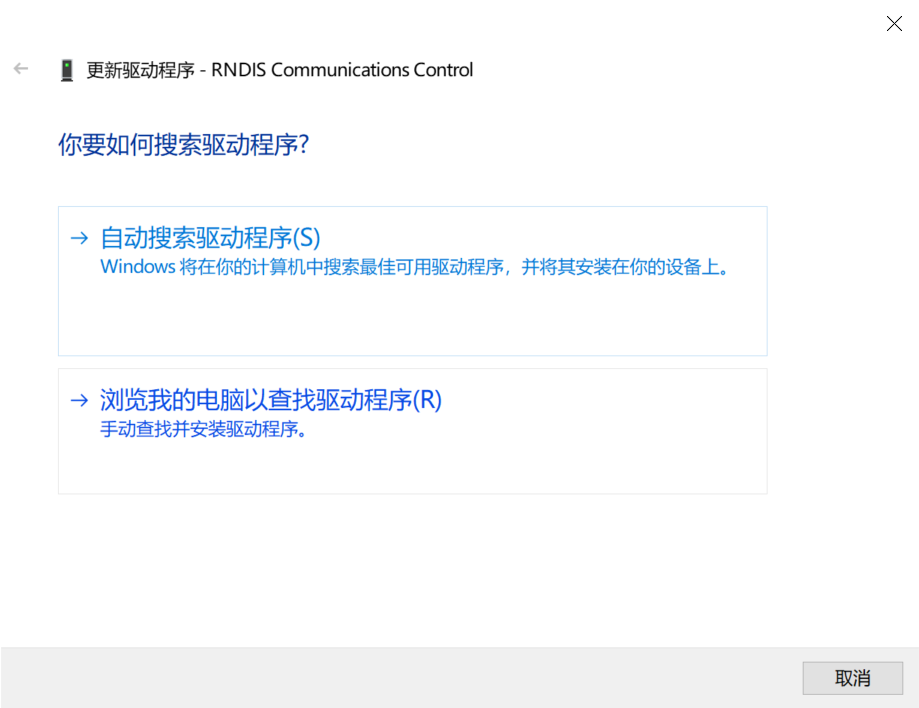 更新驱动程序 - RNDIS Communications Control
你要如何搜索驱动程序?
自动搜索驱动程序(S)
Windows 将在你的计算机中搜索最佳可用驱动程序，并将其安装在你的设备上。
浏览我的电脑以查找驱动程序(R)
手动查找并安装驱动程序。
取消